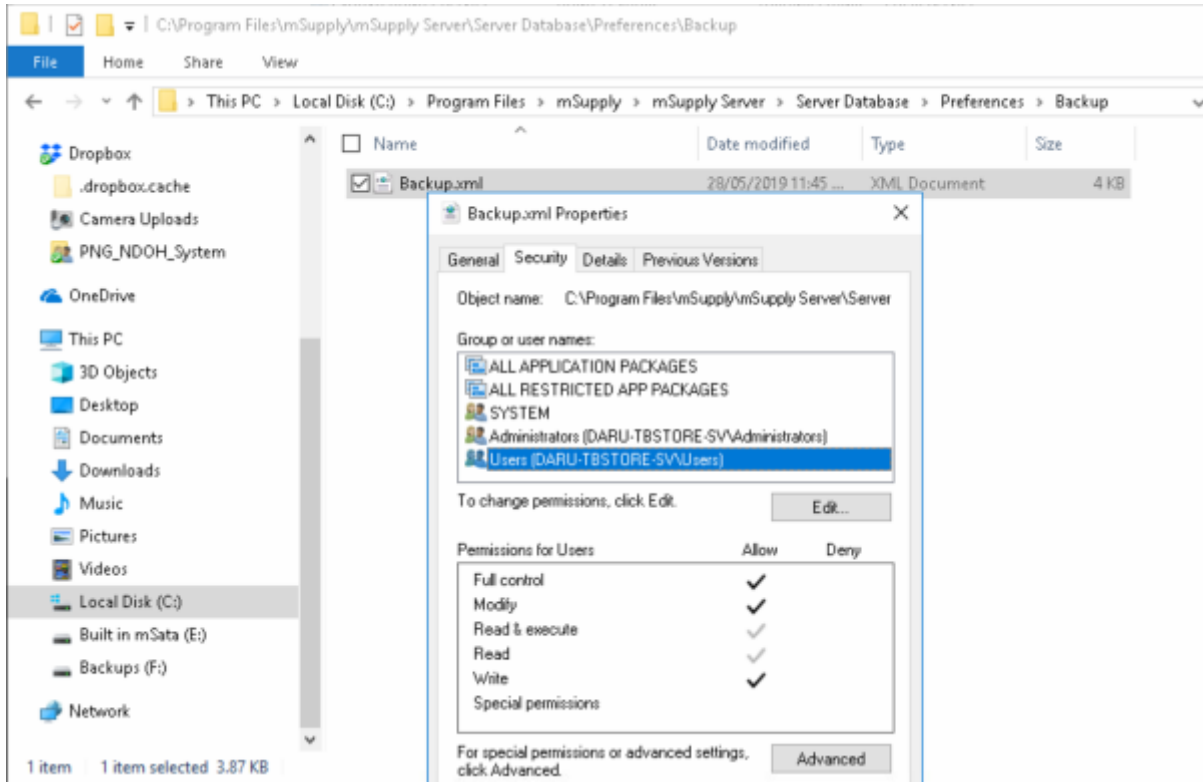 C:\Program Files\mSupply\mSupply Server\Server Database\Preferences\Backup
File Home Share View
This PC > Local Disk (C:) > Program Files > mSupply > mSupply Server > Server Database > Preferences > Backup
Name Date modified Type Size
Backup.xml 28/05/2019 11:45 ... XML Document 4 KB
Dropbox
.dropbox.cache
Camera Uploads
PNG_NDOH_System
OneDrive
This PC
3D Objects
Desktop
Documents
Downloads
Music
Pictures
Videos
Local Disk (C:)
Built in mSata (E:)
Backups (F:)
Network
1 item 1 item selected 3.87 KB
Backup.xml Properties
General Security Details Previous Versions
Object name: C:\Program Files\mSupply\mSupply Server\Server
Group or user names:
ALL APPLICATION PACKAGES
ALL RESTRICTED APP PACKAGES
SYSTEM
Administrators (DARU-TBSTORE-SV\Administrators)
Users (DARU-TBSTORE-SV\Users)
To change permissions, click Edit.
Edit...
Permissions for Users Allow Deny
Full control
Modify
Read & execute
Read
Write
Special permissions
For special permissions or advanced settings,
click Advanced.
Advanced